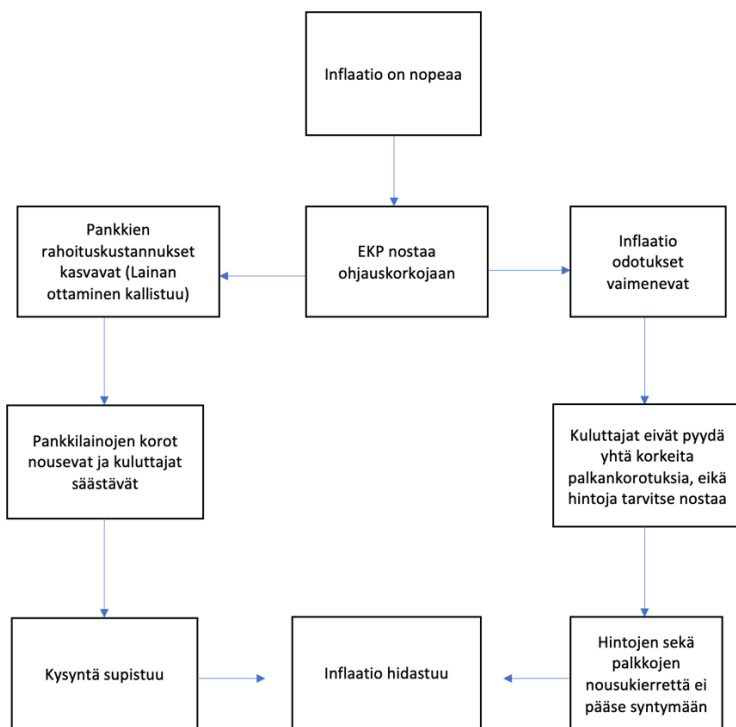 Inflaatio on nopeaa
Pankkien
rahoituskustannukset
kasvavat (Lainan
ottaminen kallistuu)
EKP nostaa
ohjauskorkojaan
Inflaatio
odotukset
vaimenevat
Pankkilainojen korot
nousevat ja kuluttajat
säästävät
Kuluttajat eivät pyydä
yhtä korkeita
palkankorotuksia, eikä
hintoja tarvitse nostaa
Kysyntä supistuu
Inflaatio hidastuu
Hintojen sekä
palkkojen
nousukierrettä ei
pääse syntymään